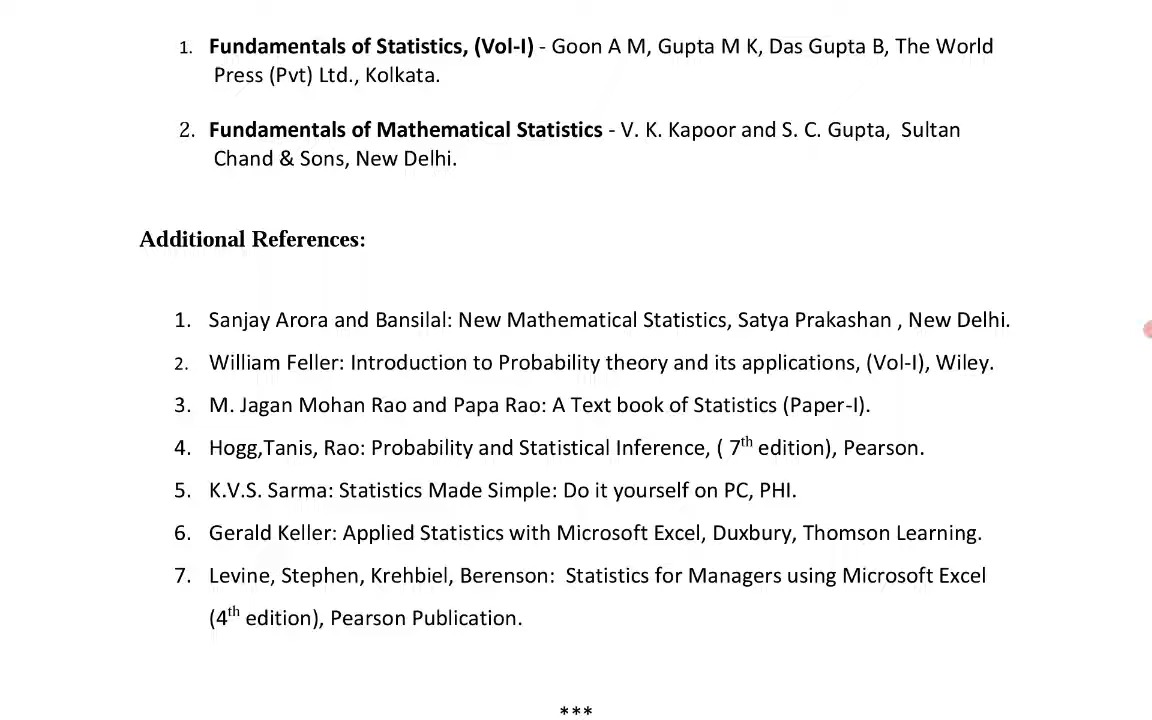 1. Fundamentals of Statistics, (Vol-I) - Goon A M, Gupta M K, Das Gupta B, The World
Press (Pvt) Ltd., Kolkata.
2. Fundamentals of Mathematical Statistics - V. K. Kapoor and S. C. Gupta, Sultan
Chand & Sons, New Delhi.
Additional References:
1. Sanjay Arora and Bansilal: New Mathematical Statistics, Satya Prakashan , New Delhi.
2. William Feller: Introduction to Probability theory and its applications, (Vol-I), Wiley.
3. M. Jagan Mohan Rao and Papa Rao: A Text book of Statistics (Paper-I).
4. Hogg,Tanis, Rao: Probability and Statistical Inference, ( 7th edition), Pearson.
5. K.V.S. Sarma: Statistics Made Simple: Do it yourself on PC, PHI.
6. Gerald Keller: Applied Statistics with Microsoft Excel, Duxbury, Thomson Learning.
7. Levine, Stephen, Krehbiel, Berenson: Statistics for Managers using Microsoft Excel
(4th edition), Pearson Publication.
***